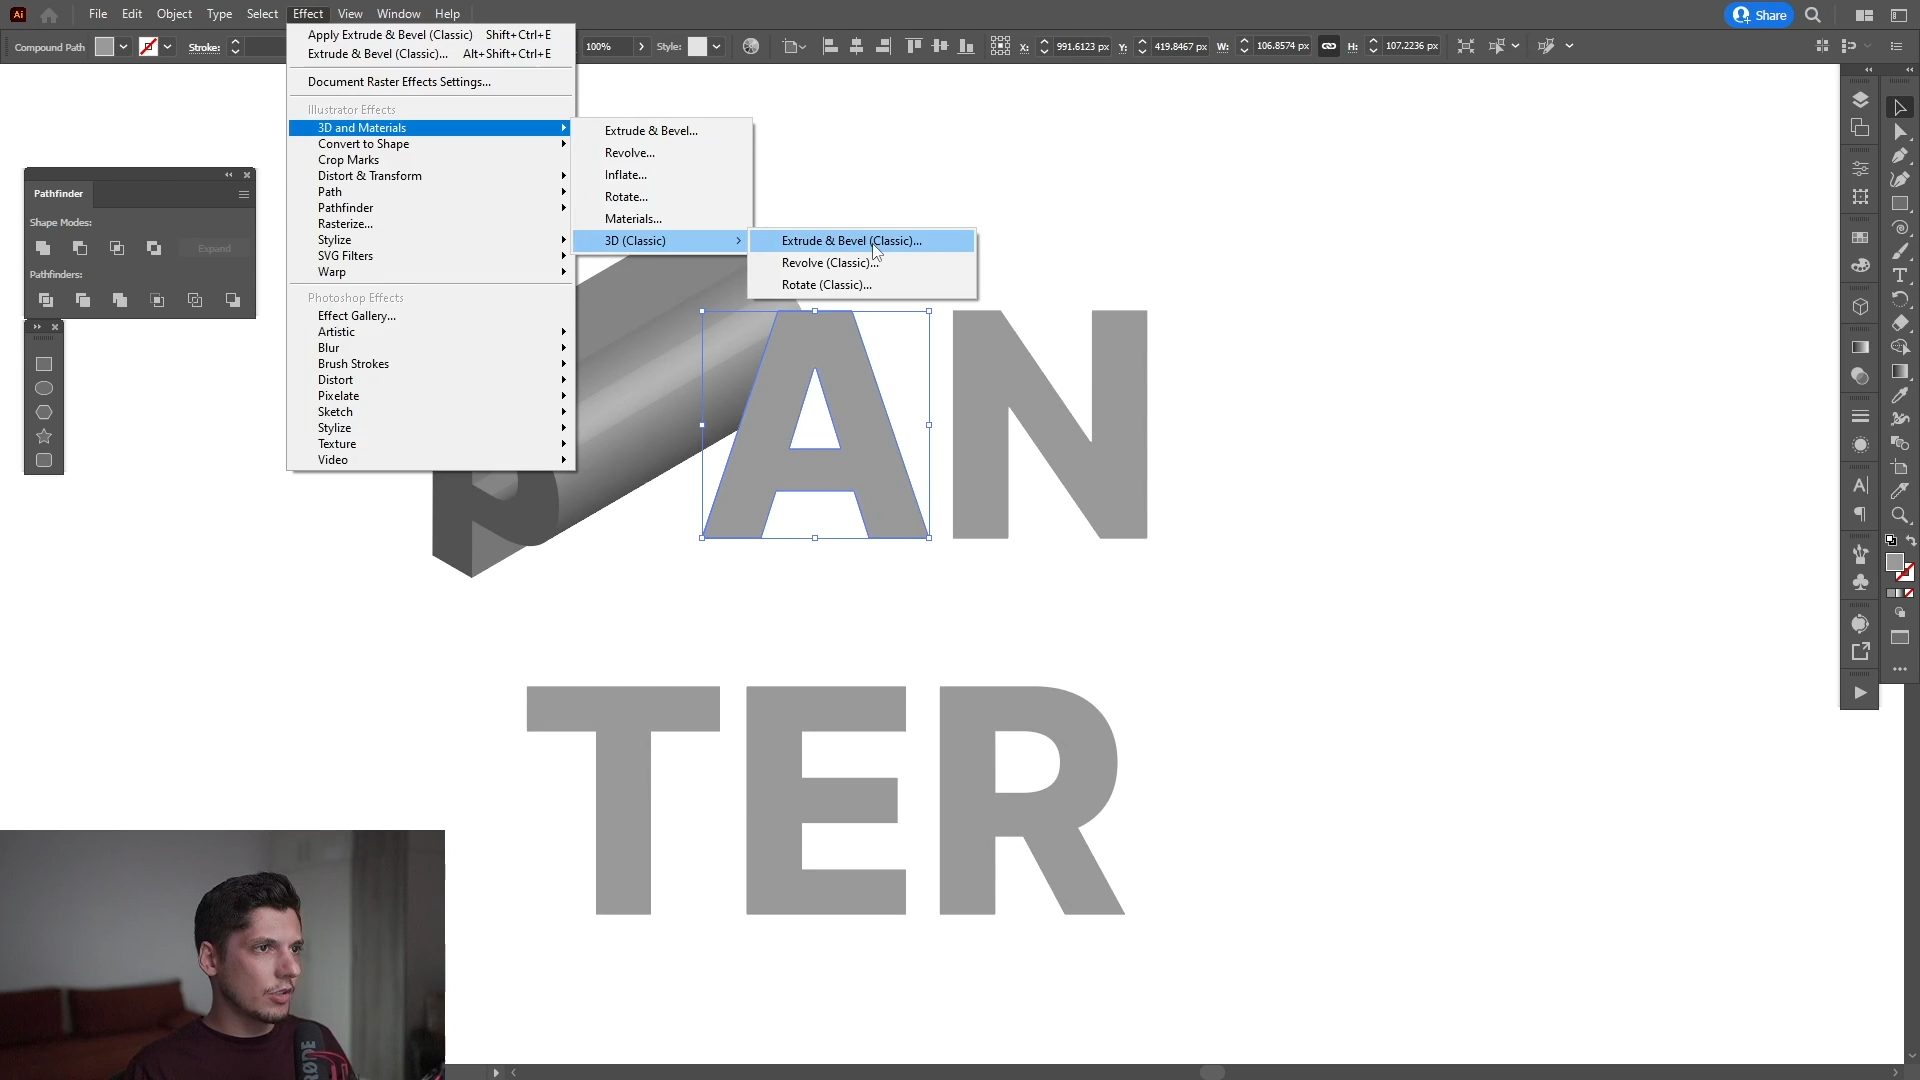 Ai File Edit Object Type Select Effect View Window Help Share
Compound Path Stroke: 100% Style: X: 991.6123 px Y: 419.8467 px W: 106.8574 px H: 107.2236 px
Apply Extrude & Bevel (Classic) Shift+Ctrl+E
Extrude & Bevel (Classic)... Alt+Shift+Ctrl+E
Document Raster Effects Settings...
Illustrator Effects
3D and Materials
Convert to Shape
Crop Marks
Distort & Transform
Path
Pathfinder
Rasterize...
Stylize
SVG Filters
Warp
Photoshop Effects
Effect Gallery...
Artistic
Blur
Brush Strokes
Distort
Pixelate
Sketch
Stylize
Texture
Video
Extrude & Bevel...
Revolve...
Inflate...
Rotate...
Materials...
3D (Classic)
Extrude & Bevel (Classic)...
Revolve (Classic)...
Rotate (Classic)...
Pathfinder
Shape Modes:
Expand
Pathfinders:
PAN
TER
RØDE